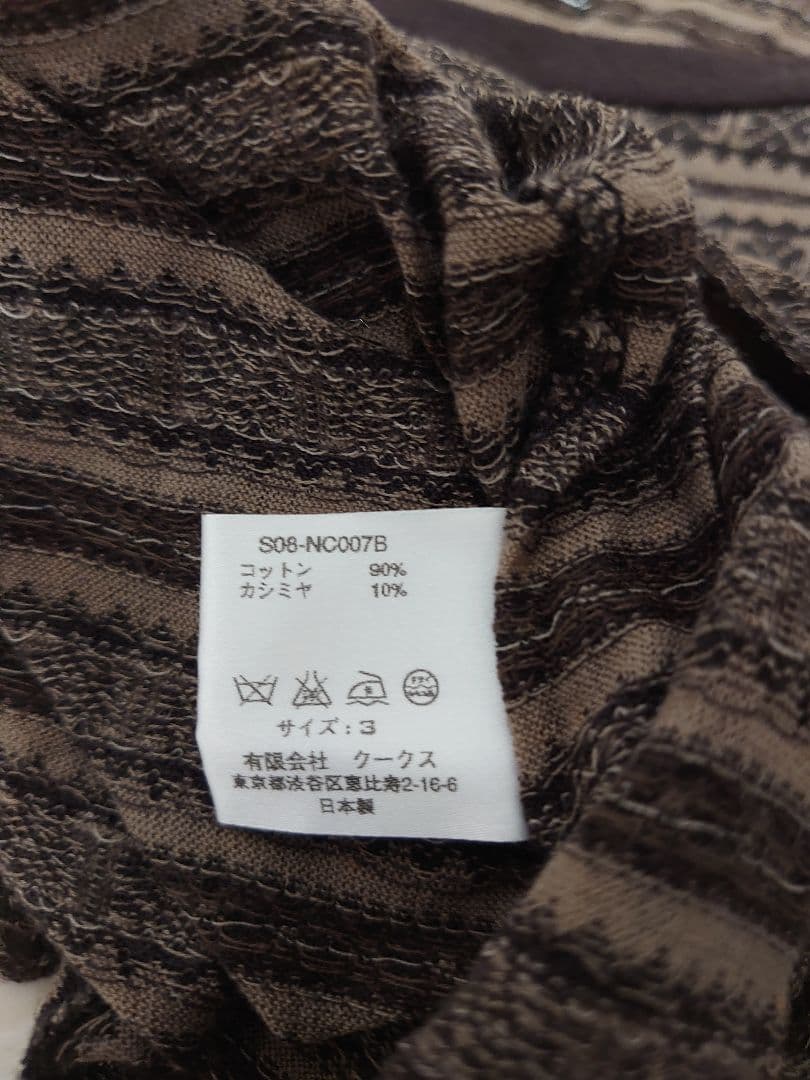 S08-NC007B
コットン 90%
カシミヤ 10%
サイズ:3
有限会社 クークス
東京都渋谷区恵比寿2-16-6
日本製